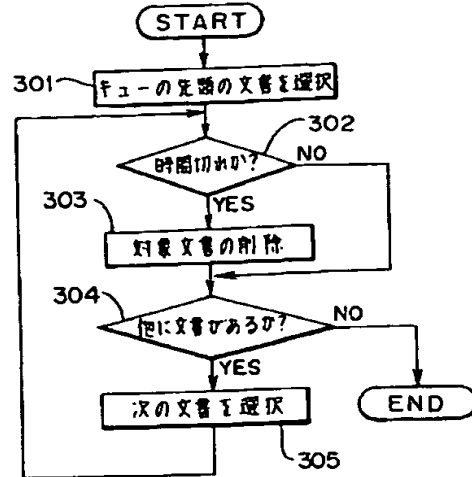 START
301
キューの先頭の文書を選択
302
時間切れか?
NO
YES
303
対象文書の削除
304
他に文書があるか?
NO
YES
次の文書を選択
END
305